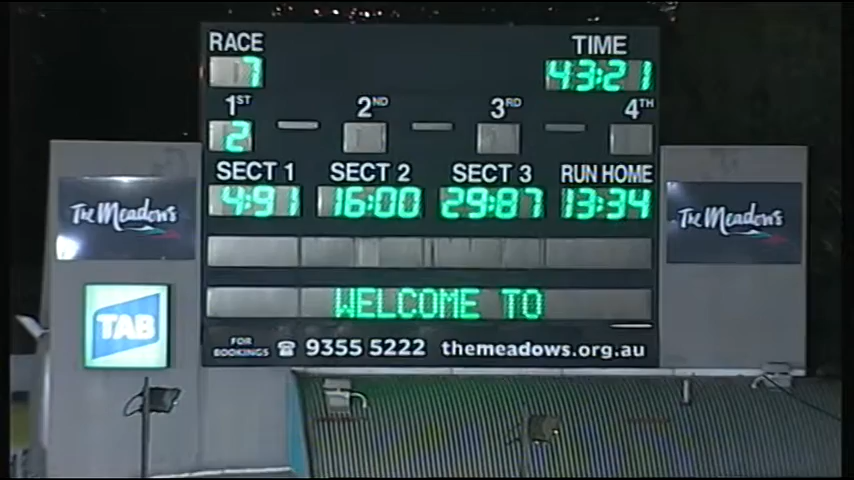 RACE TIME
7 43:21
1ST 2ND 3RD 4TH
2
SECT 1 SECT 2 SECT 3 RUN HOME
4:91 16:00 29:87 13:34
The Meadows
The Meadows
WELCOME TO
TAB
FOR BOOKINGS ☎ 9355 5222 themeadows.org.au